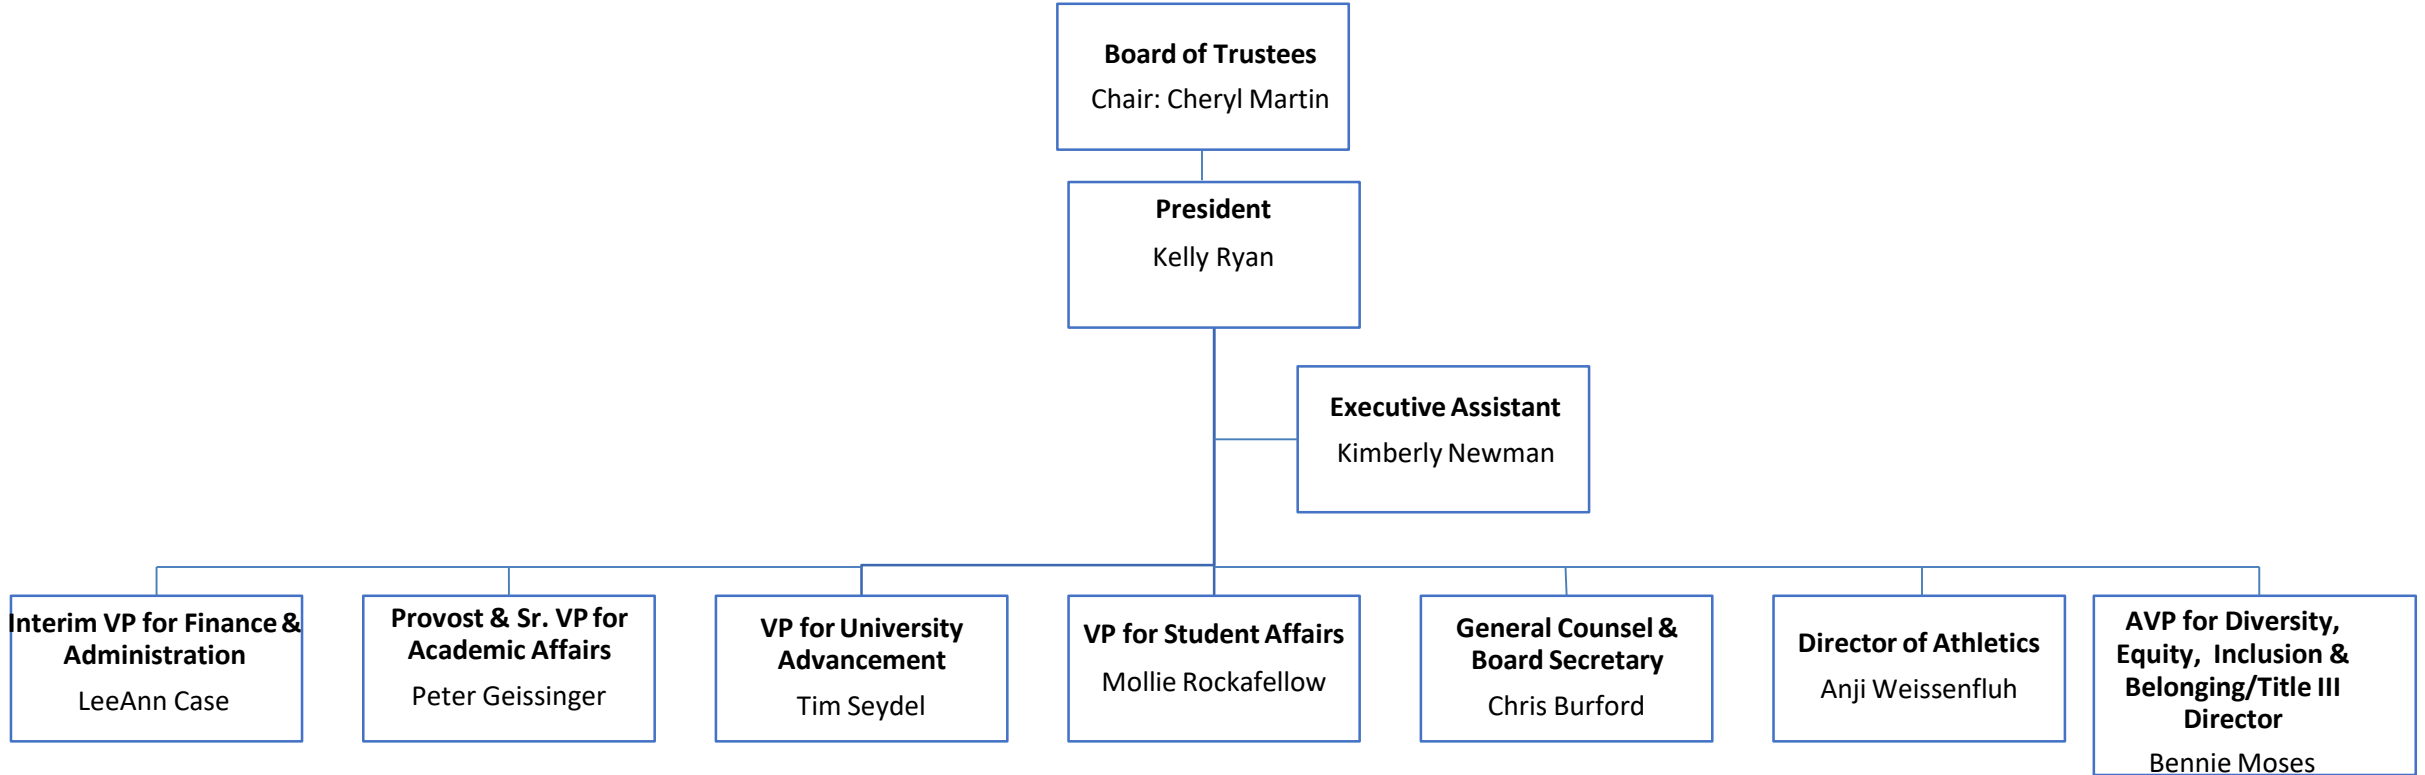 Board of Trustees
Chair: Cheryl Martin
President
Kelly Ryan
Executive Assistant
Kimberly Newman
Interim VP for Finance &
Administration
LeeAnn Case
Provost & Sr. VP for
Academic Affairs
Peter Geissinger
VP for University
Advancement
Tim Seydel
VP for Student Affairs
Mollie Rockafellow
General Counsel &
Board Secretary
Chris Burford
Director of Athletics
Anji Weissenfluh
AVP for Diversity,
Equity, Inclusion &
Belonging/Title III
Director
Bennie Moses